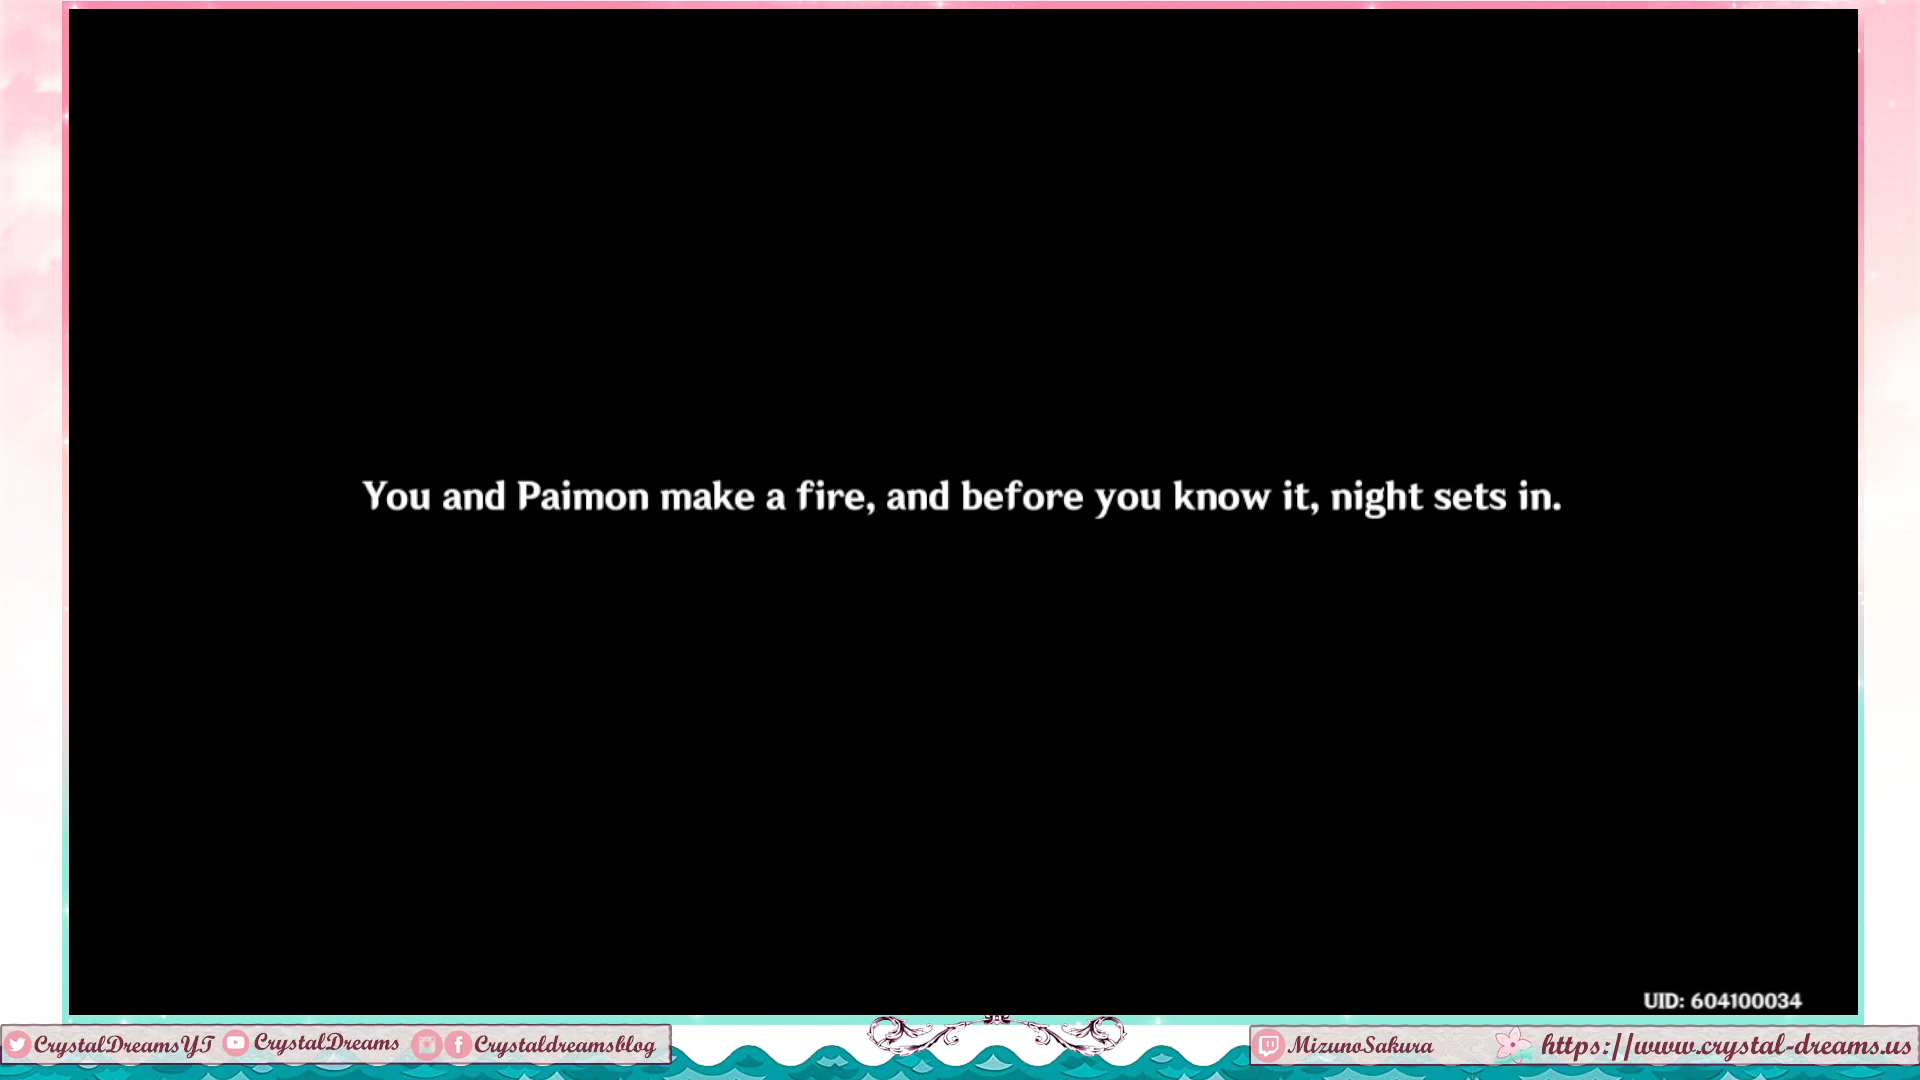 You and Paimon make a fire, and before you know it, night sets in.
UID: 604100034
CrystalDreamsYT CrystalDreams Crystaldreamsblog MizunoSakura https://www.crystal-dreams.us